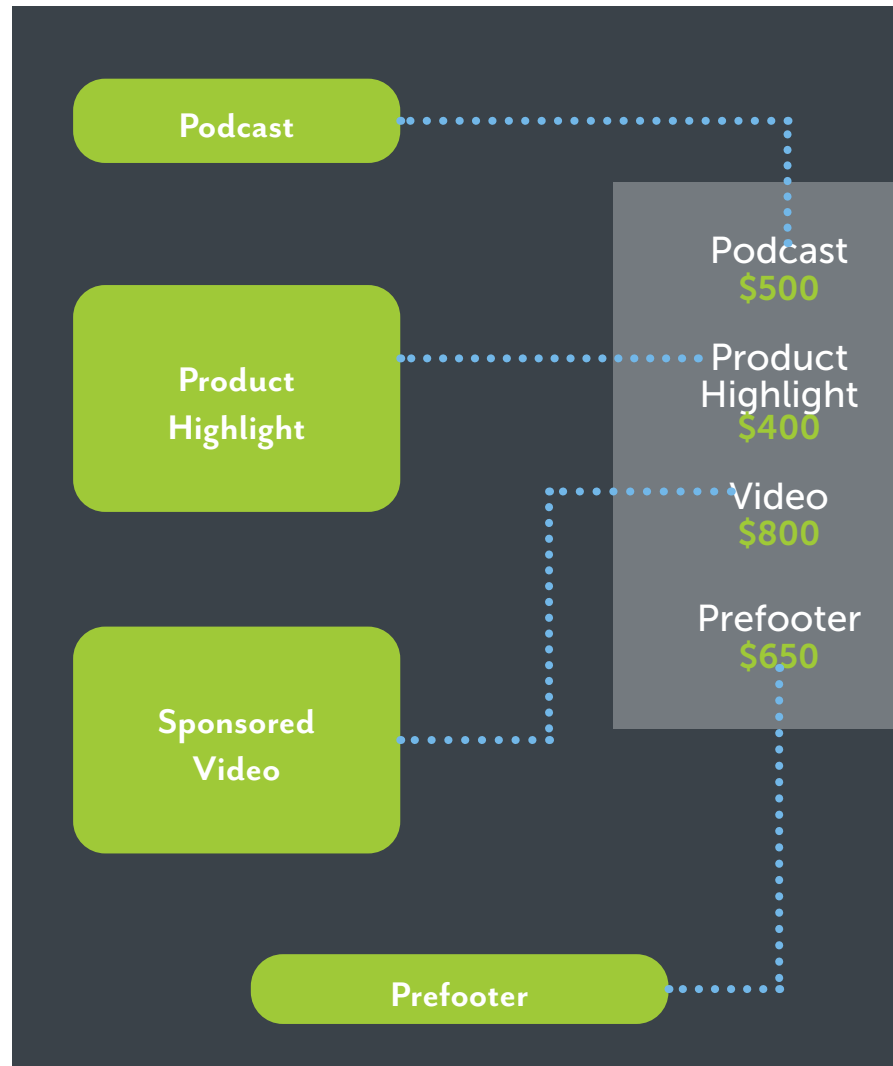 Podcast
Podcast
$500
Product
Highlight
Product
Highlight
$400
Video
$800
Sponsored
Video
Prefooter
$650
Prefooter